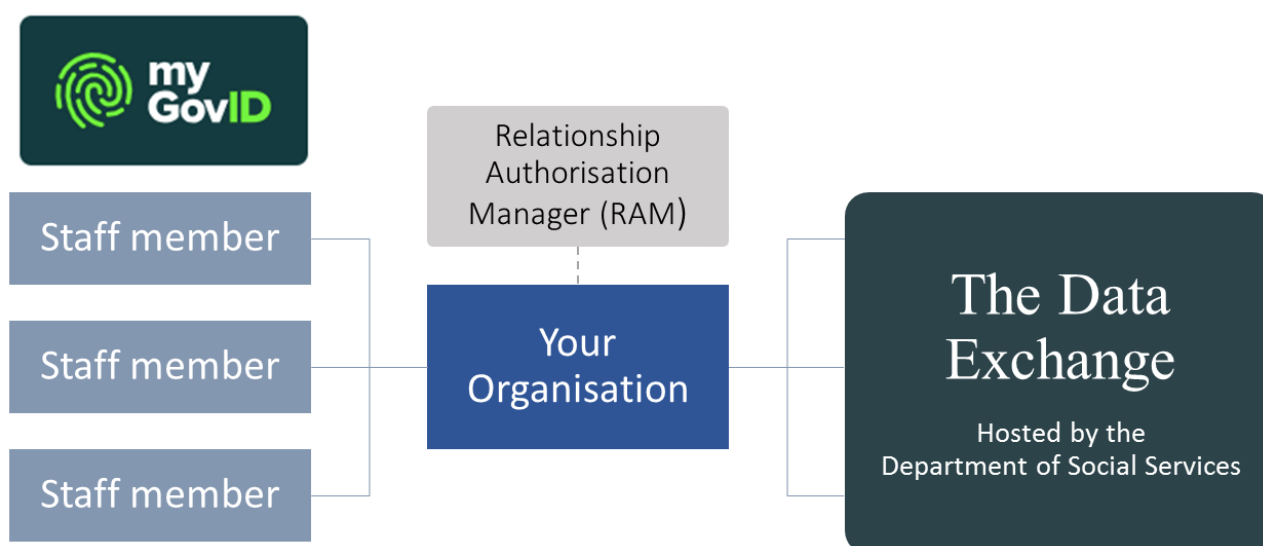 my
GovID
Staff member
Staff member
Staff member
Relationship
Authorisation
Manager (RAM)
Your
Organisation
The Data
Exchange
Hosted by the
Department of Social Services